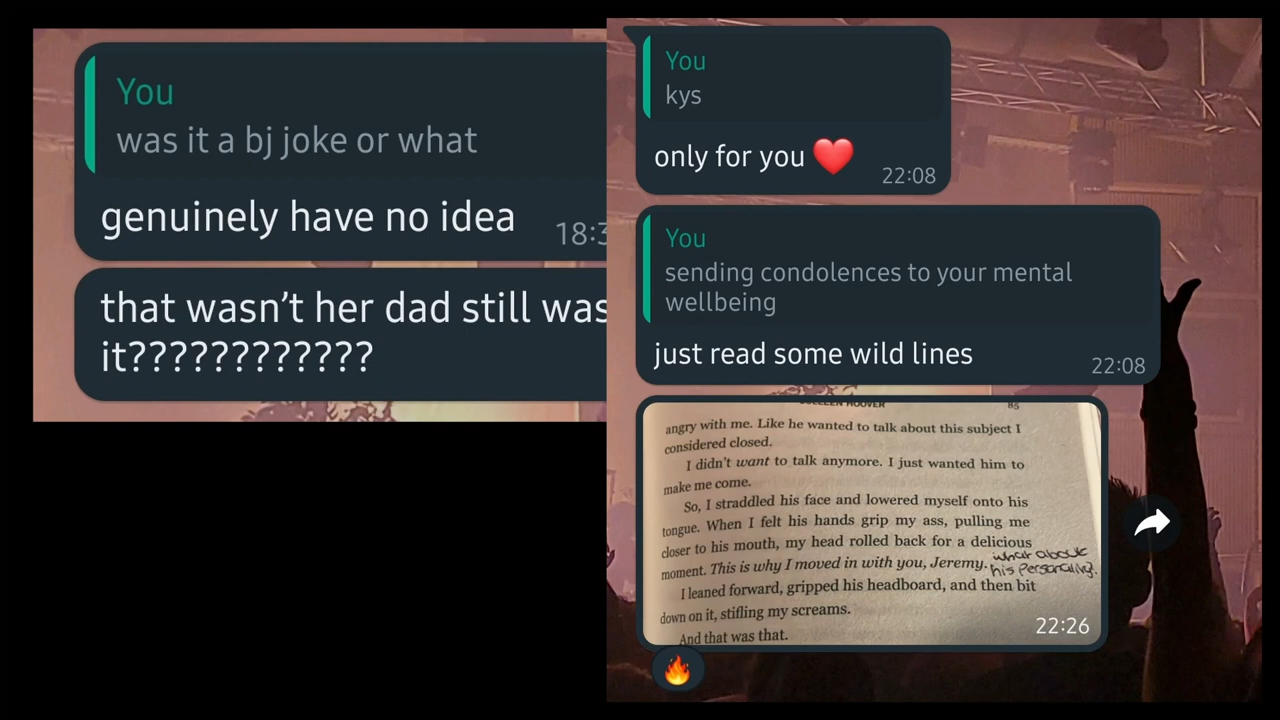 You
was it a bj joke or what
genuinely have no idea
18:3
that wasn't her dad still was
it????????????
You
kys
only for you ❤️
22:08
You
sending condolences to your mental
wellbeing
just read some wild lines
22:08
COLLEEN HOOVER 85
angry with me. Like he wanted to talk about this subject I
considered closed.
I didn't want to talk anymore. I just wanted him to
make me come.
So, I straddled his face and lowered myself onto his
tongue. When I felt his hands grip my ass, pulling me
closer to his mouth, my head rolled back for a delicious
moment. This is why I moved in with you, Jeremy.
what about
his personality!
I leaned forward, gripped his headboard, and then bit
down on it, stifling my screams.
And that was that.
22:26
🔥